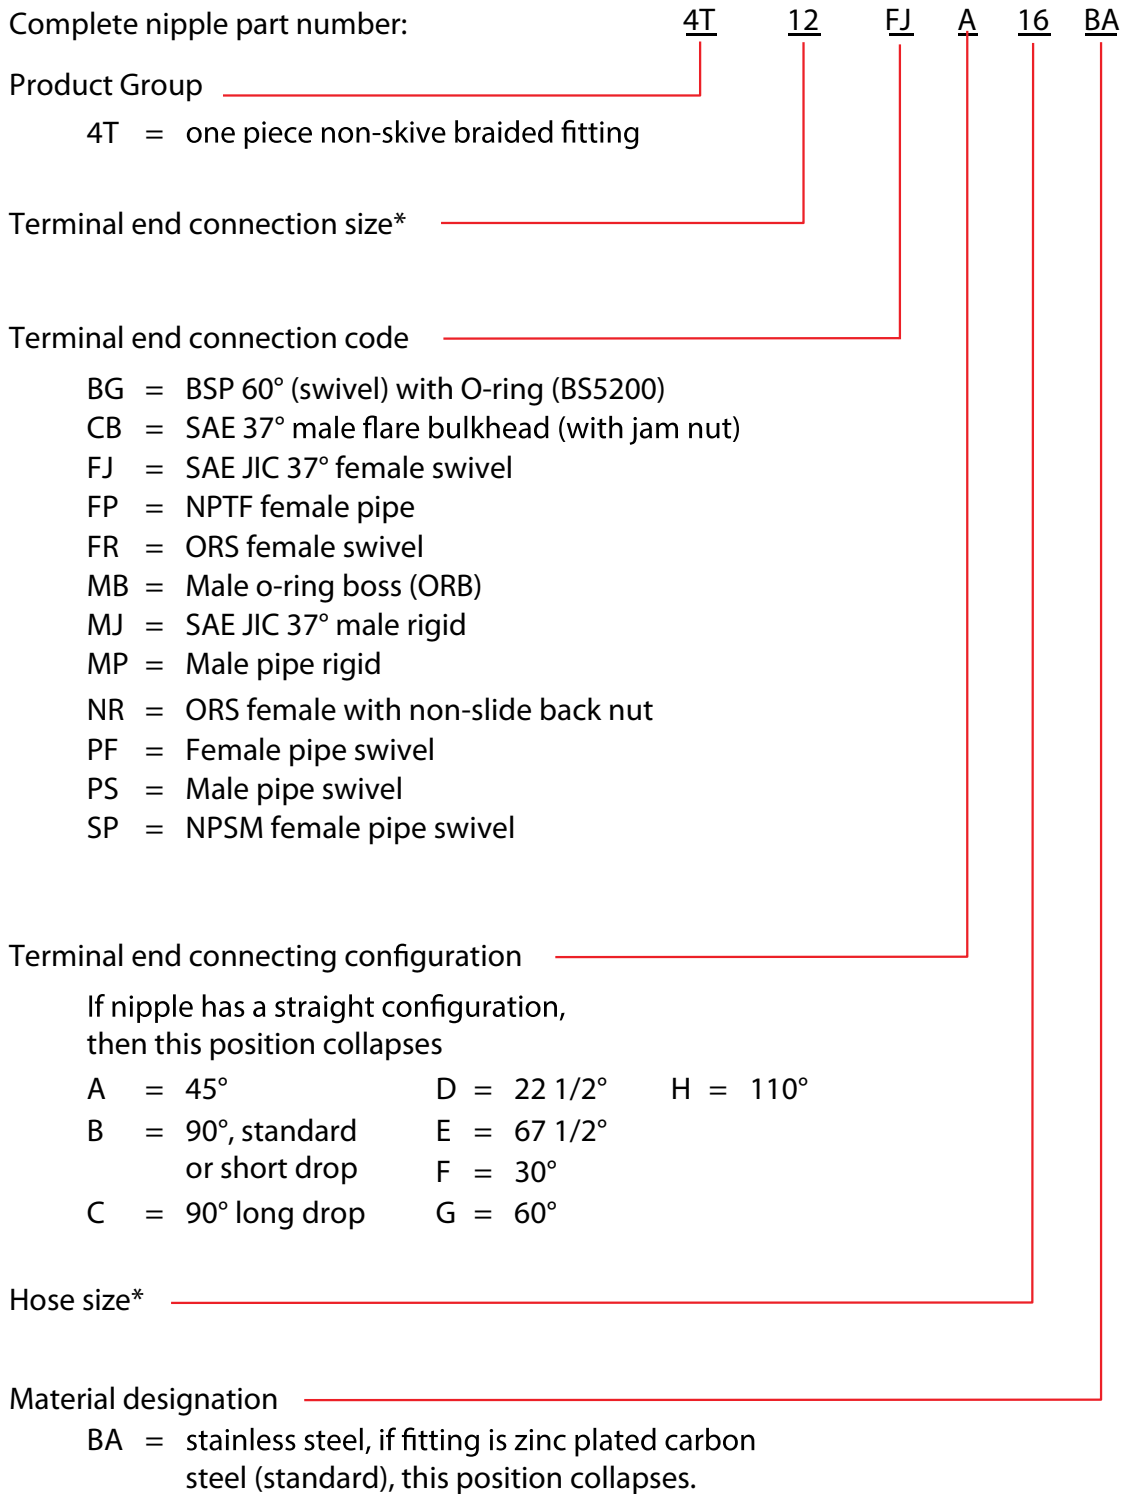 Complete nipple part number: 4T 12 FJ A 16 BA
Product Group
4T = one piece non-skive braided fitting
Terminal end connection size*
Terminal end connection code
BG = BSP 60° (swivel) with O-ring (BS5200)
CB = SAE 37° male flare bulkhead (with jam nut)
FJ = SAE JIC 37° female swivel
FP = NPTF female pipe
FR = ORS female swivel
MB = Male o-ring boss (ORB)
MJ = SAE JIC 37° male rigid
MP = Male pipe rigid
NR = ORS female with non-slide back nut
PF = Female pipe swivel
PS = Male pipe swivel
SP = NPSM female pipe swivel
Terminal end connecting configuration
If nipple has a straight configuration,
then this position collapses
A = 45° D = 22 1/2° H = 110°
B = 90°, standard E = 67 1/2°
or short drop F = 30°
C = 90° long drop G = 60°
Hose size*
Material designation
BA = stainless steel, if fitting is zinc plated carbon
steel (standard), this position collapses.